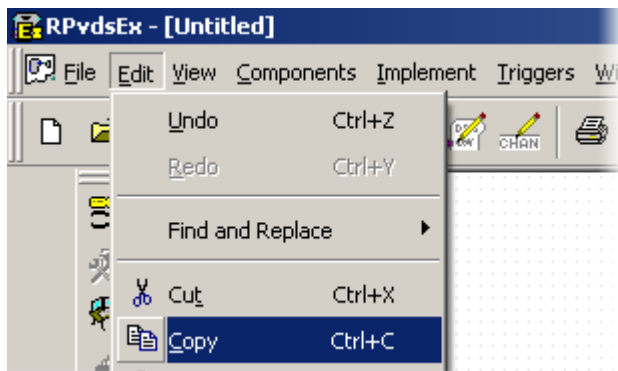 RPvdsEx - [Untitled]
File Edit View Components Implement Triggers
CHAN
Undo Ctrl+Z
Redo Ctrl+Y
Find and Replace
Cut Ctrl+X
Copy Ctrl+C